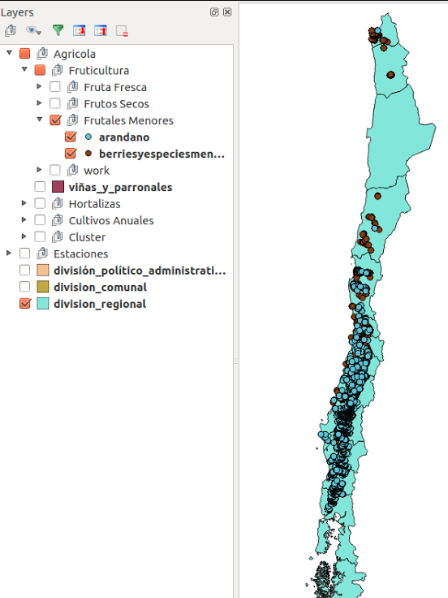 Layers
Agricola
Fruticultura
Fruta Fresca
Frutos Secos
Frutales Menores
arandano
berriesyespeciesmen...
work
viñas_y_parronales
Hortalizas
Cultivos Anuales
Cluster
Estaciones
división_político_administrati...
division_comunal
division_regional